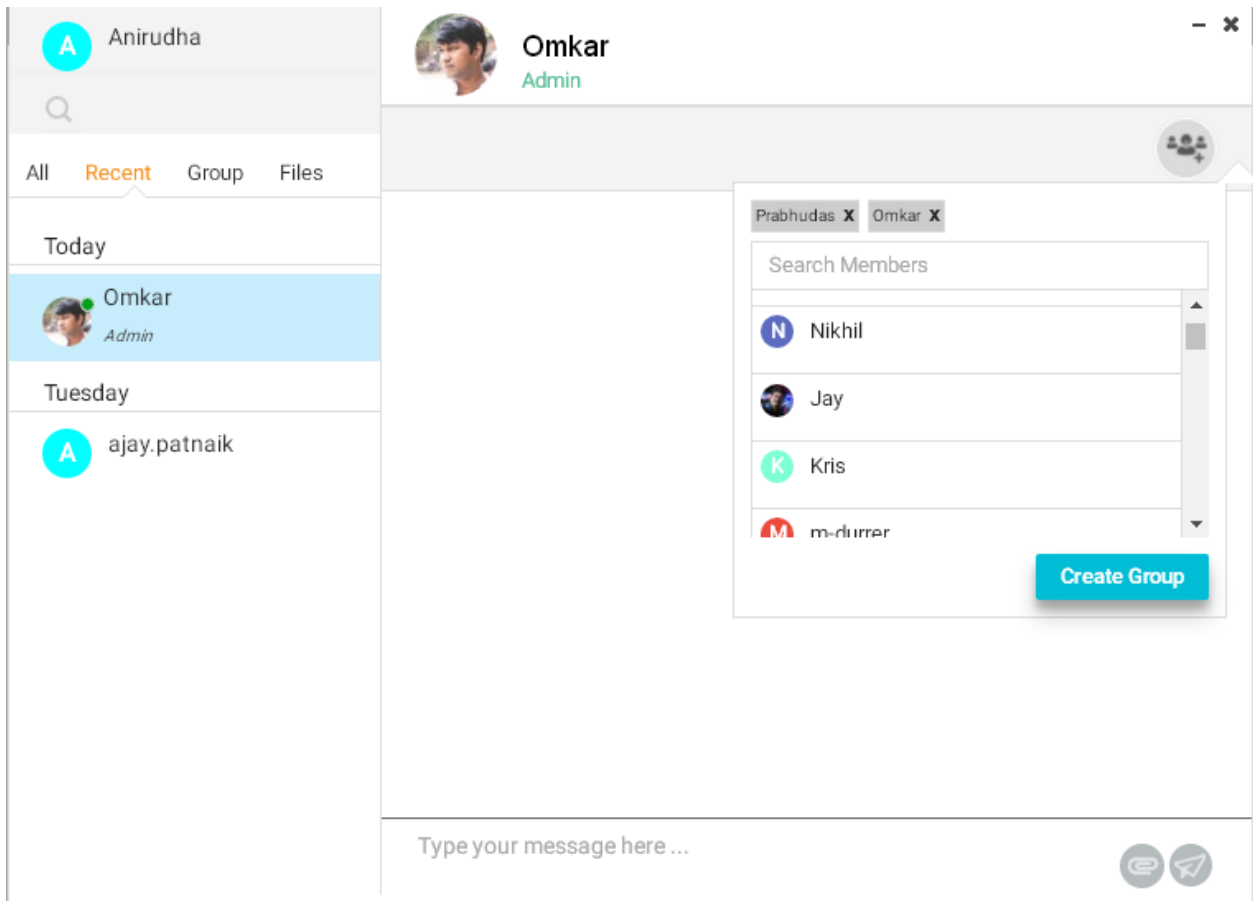 A Anirudha
All Recent Group Files
Today
Omkar
Admin
Tuesday
A ajay.patnaik
Omkar
Admin
Prabhudas X Omkar X
Search Members
N Nikhil
Jay
K Kris
M m-durrer
Create Group
Type your message here ...